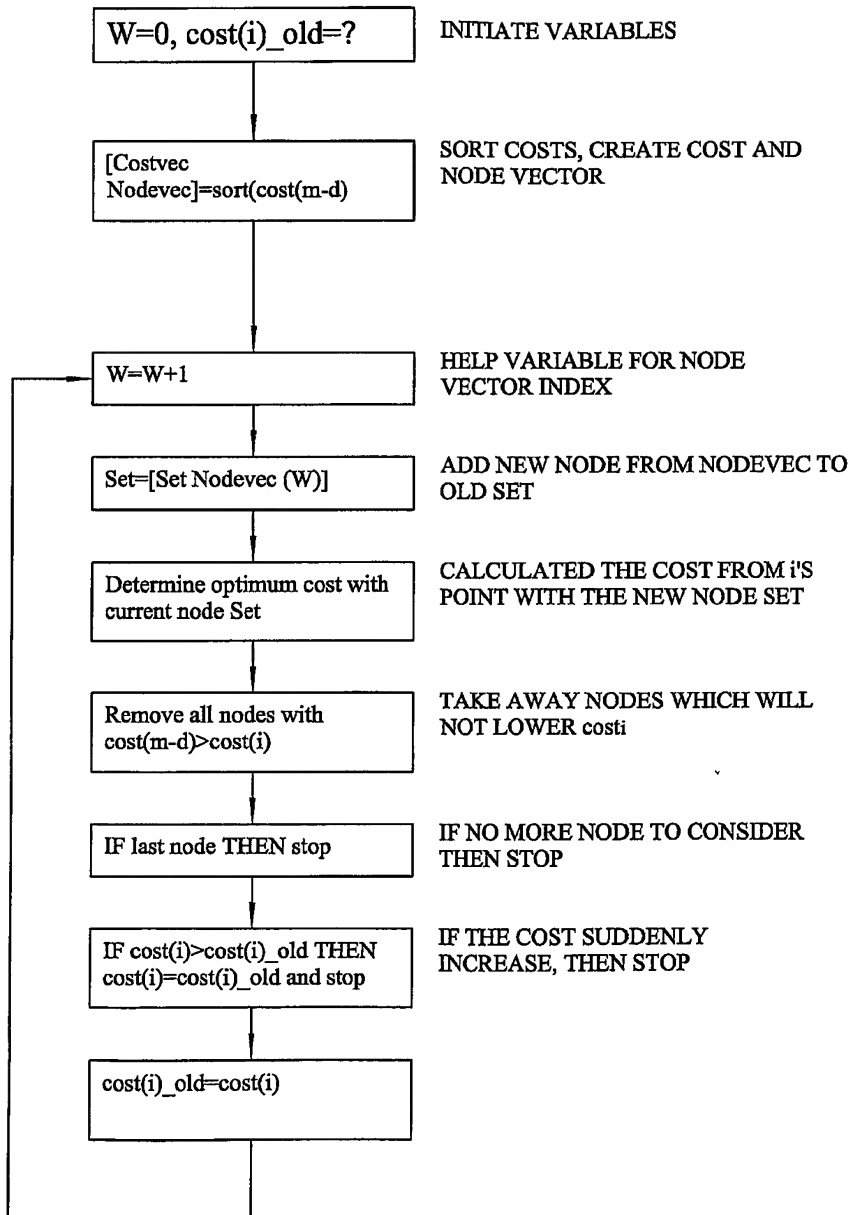 W=0, cost(i)_old=?
INITIATE VARIABLES
[Costvec
Nodevec]=sort(cost(m-d)
SORT COSTS, CREATE COST AND
NODE VECTOR
W=W+1
HELP VARIABLE FOR NODE
VECTOR INDEX
Set=[Set Nodevec (W)]
ADD NEW NODE FROM NODEVEC TO
OLD SET
Determine optimum cost with
current node Set
CALCULATED THE COST FROM i'S
POINT WITH THE NEW NODE SET
Remove all nodes with
cost(m-d)>cost(i)
TAKE AWAY NODES WHICH WILL
NOT LOWER costi
IF last node THEN stop
IF NO MORE NODE TO CONSIDER
THEN STOP
IF cost(i)>cost(i)_old THEN
cost(i)=cost(i)_old and stop
IF THE COST SUDDENLY
INCREASE, THEN STOP
cost(i)_old=cost(i)